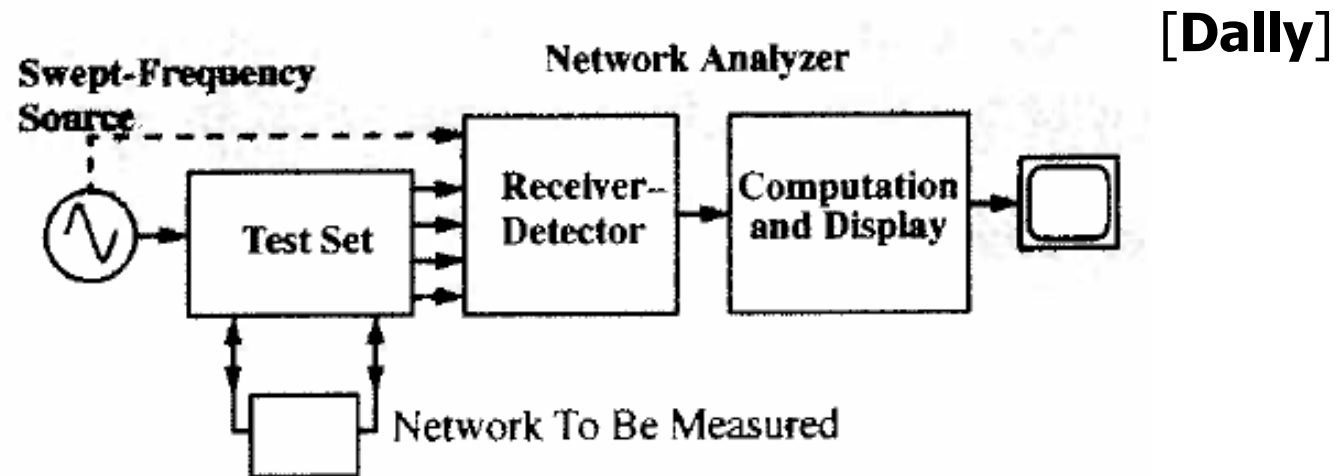 [Dally]
Network Analyzer
Swept-Frequency
Source
Test Set
Receiver-
Detector
Computation
and Display
Network To Be Measured